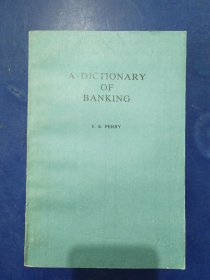 A DICTIONARY
OF
BANKING
F. E. PERRY